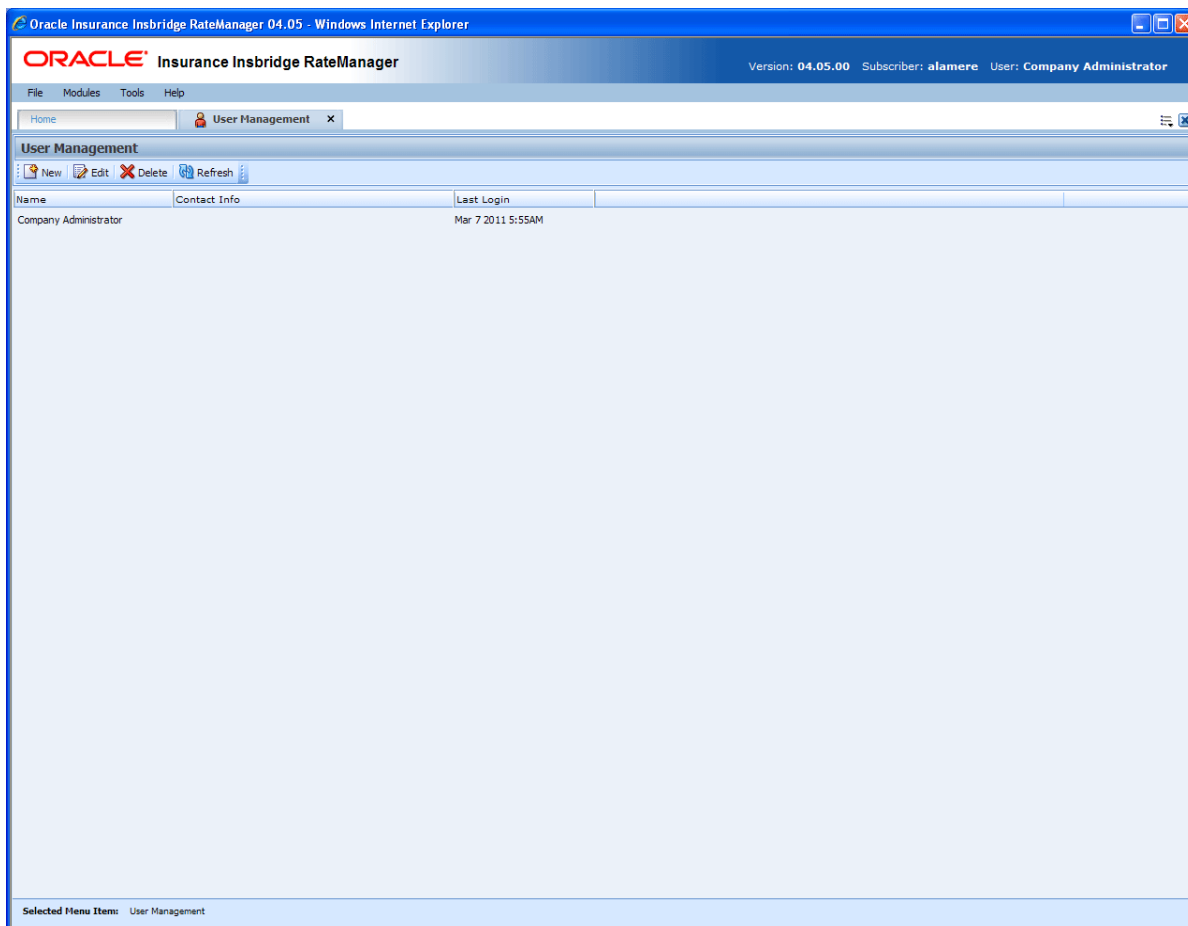 Oracle Insurance Insbridge RateManager 04.05 - Windows Internet Explorer
ORACLE Insurance Insbridge RateManager
Version: 04.05.00 Subscriber: alamere User: Company Administrator
File Modules Tools Help
Home User Management
User Management
New Edit Delete Refresh
Name Contact Info Last Login
Company Administrator Mar 7 2011 5:55AM
Selected Menu Item: User Management